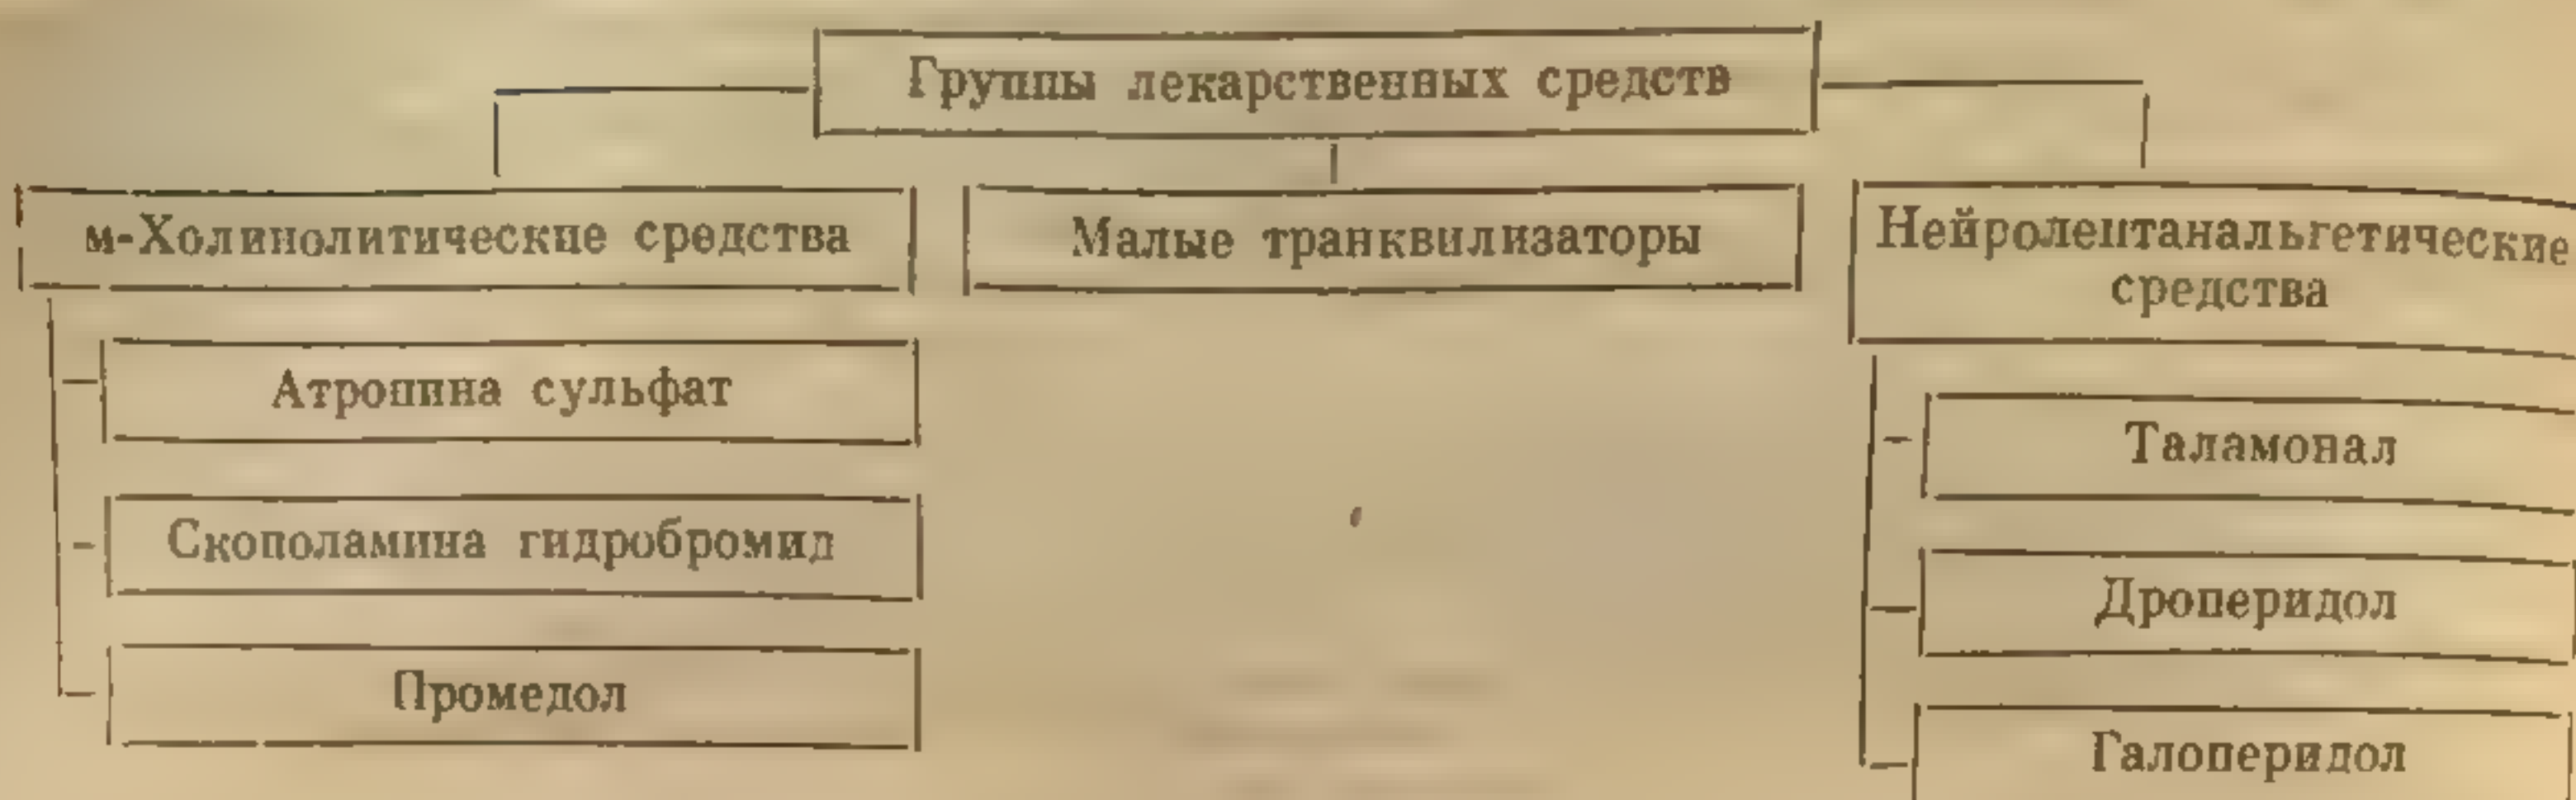 Группы лекарственных средств
м-Холинолитические средства
Малые транквилизаторы
Нейролептанальгетические
средства
Атропина сульфат
Скополамина гидробромид
Промедол
Таламонал
Дроперидол
Галоперидол